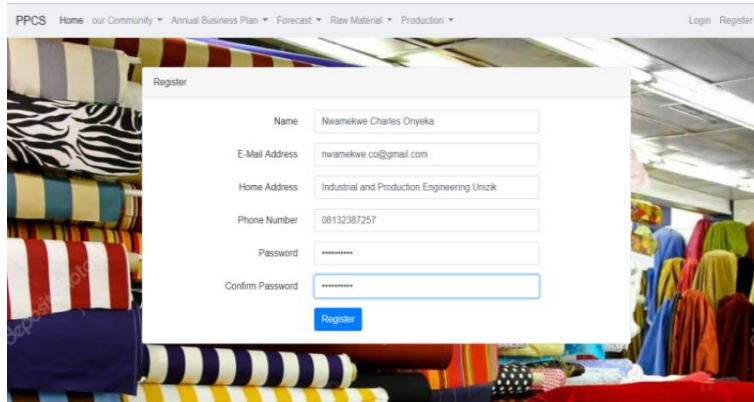 PPCS Home our Community Annual Business Plan Forecast Raw Material Production Login Register
Register
Name Nwamekwe Charles Onyeka
E-Mail Address nwamekwe.co@gmail.com
Home Address Industrial and Production Engineering Unizik
Phone Number 08132387257
Password ••••••••••
Confirm Password ••••••••••
Register
depositphotos